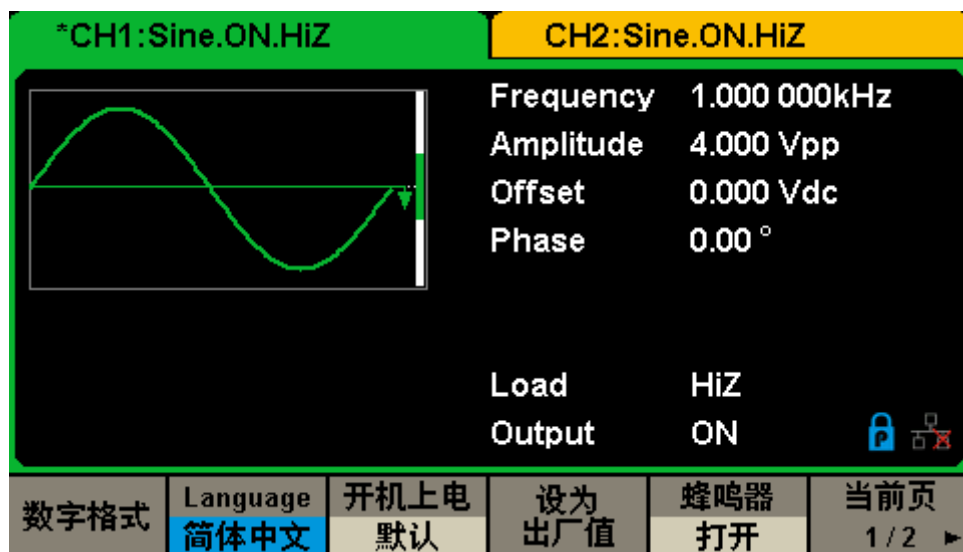 *CH1:Sine.ON.HiZ
CH2:Sine.ON.HiZ
Frequency 1.000 000kHz
Amplitude 4.000 Vpp
Offset 0.000 Vdc
Phase 0.00 °
Load HiZ
Output ON
P
数字格式
Language
简体中文
开机上电
默认
设为
出厂值
蜂鸣器
打开
当前页
1/2 ►